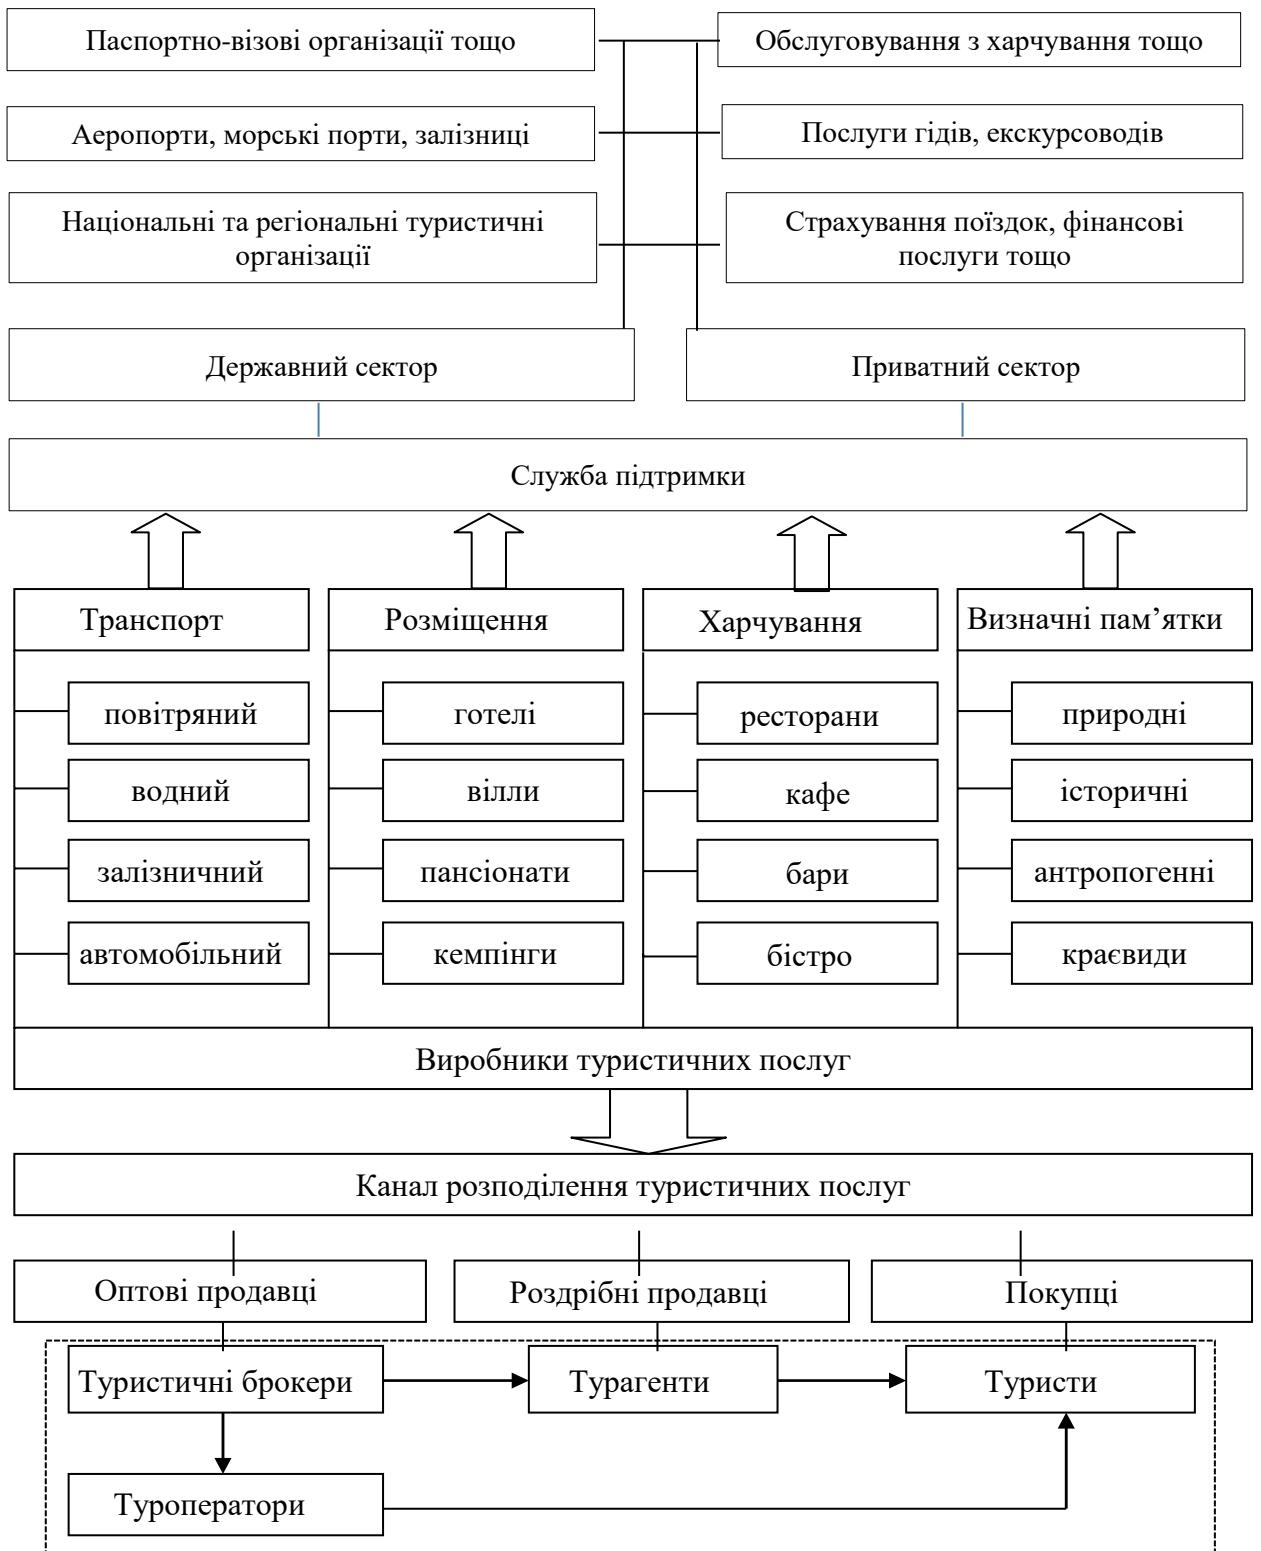 Паспортно-візові організації тощо
Обслуговування з харчування тощо
Аеропорти, морські порти, залізниці
Послуги гідів, екскурсоводів
Національні та регіональні туристичні
організації
Страхування поїздок, фінансові
послуги тощо
Державний сектор
Приватний сектор
Служба підтримки
Транспорт
Розміщення
Харчування
Визначні пам’ятки
повітряний
готелі
ресторани
природні
водний
вілли
кафе
історичні
залізничний
пансіонати
бари
антропогенні
автомобільний
кемпінги
бістро
краєвиди
Виробники туристичних послуг
Канал розподілення туристичних послуг
Оптові продавці
Роздрібні продавці
Покупці
Туристичні брокери
Турагенти
Туристи
Туроператори